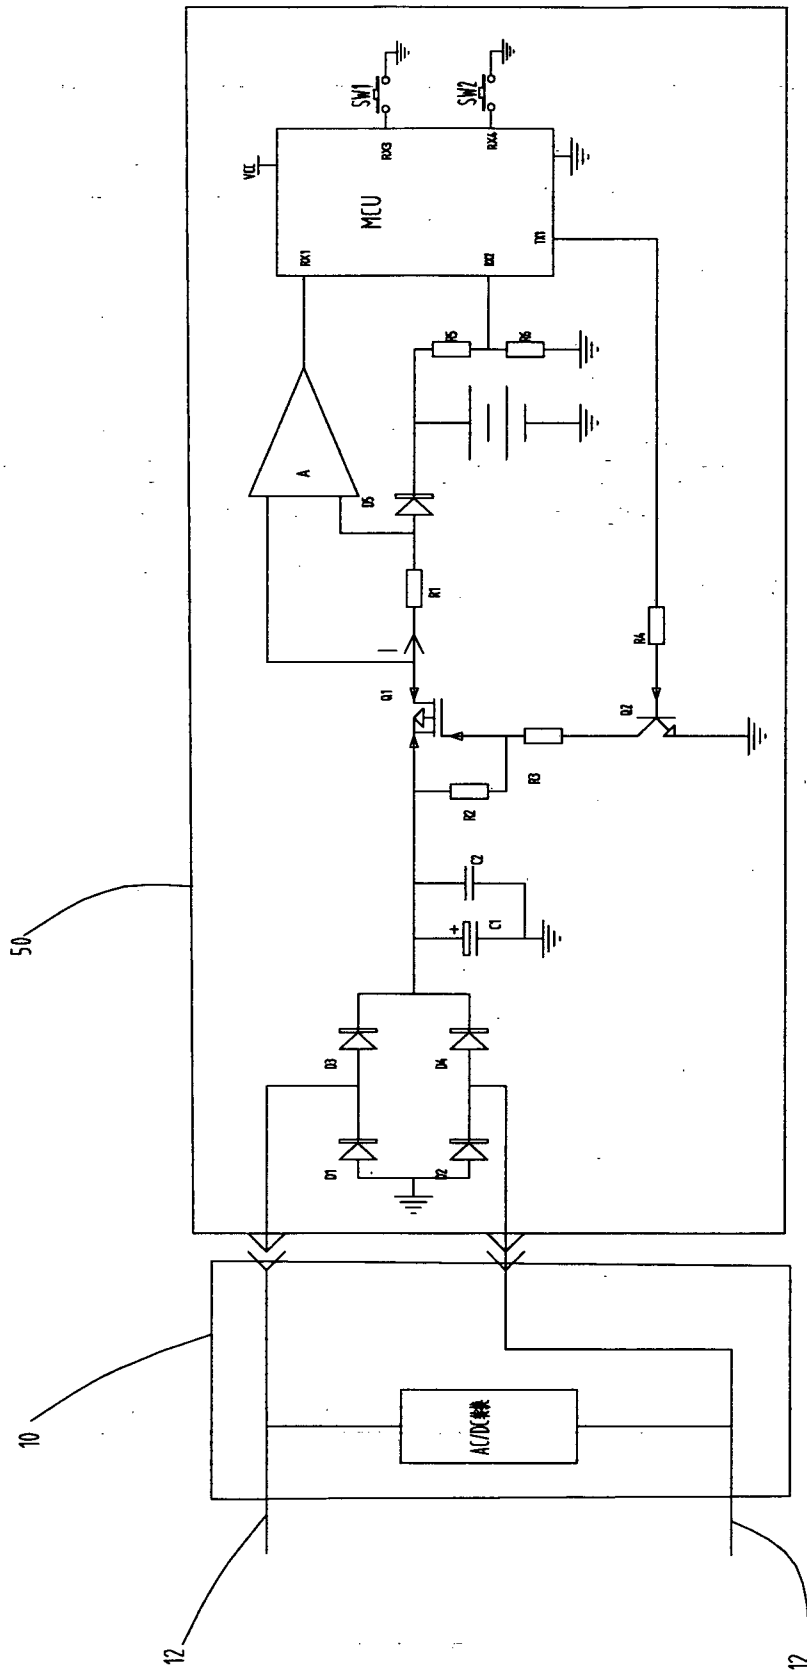 VCC
SW1
SW2
RX3
RX4
MCU
RX1
RX2
TX1
A
D5
R5
R6
R1
I
Q1
R4
Q2
R3
R2
C2
+
C1
50
D3
D4
D1
D2
10
AC/DC转换
12
12